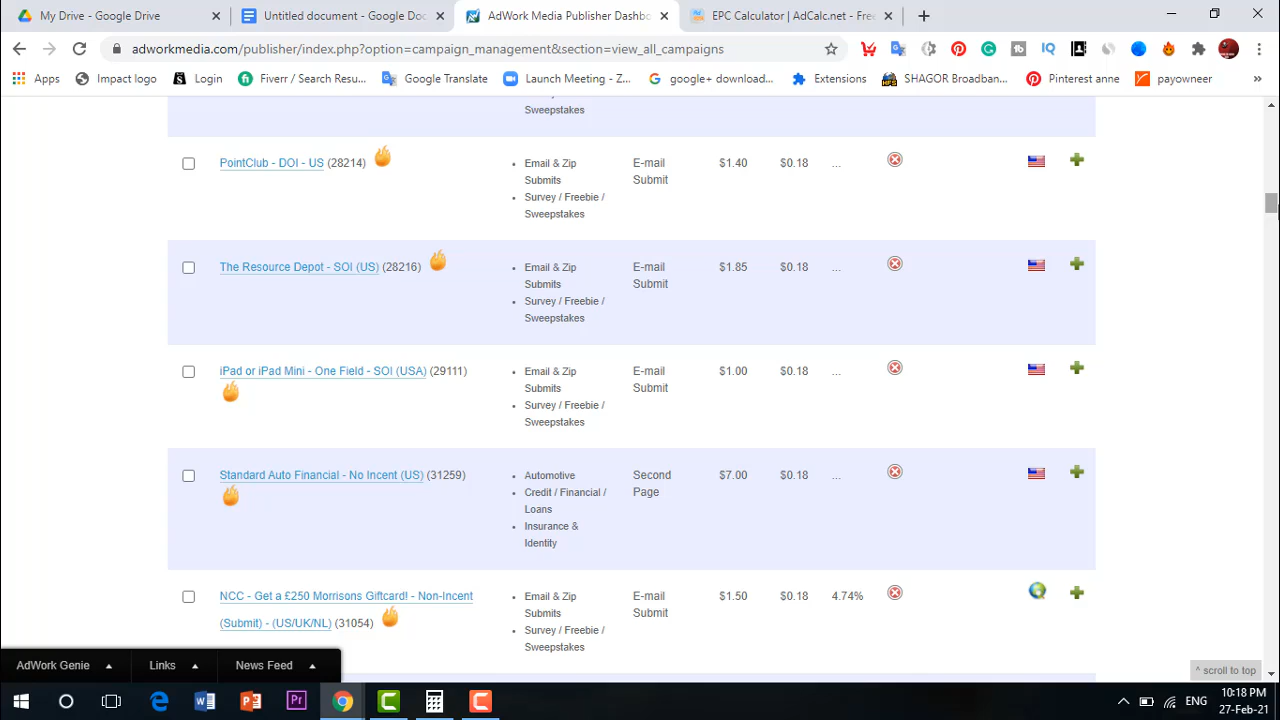 My Drive - Google Drive
Untitled document - Google Doc
AdWork Media Publisher Dashbo
EPC Calculator | AdCalc.net - Free
adworkmedia.com/publisher/index.php?option=campaign_management&section=view_all_campaigns
Apps
Impact logo
Login
Fiverr / Search Resu...
Google Translate
Launch Meeting - Z...
google+ download...
Extensions
SHAGOR Broadban...
Pinterest anne
payowneer
Sweepstakes
PointClub - DOI - US (28214)
Email & Zip
Submits
Survey / Freebie /
Sweepstakes
E-mail
Submit
$1.40
$0.18
...
The Resource Depot - SOI (US) (28216)
Email & Zip
Submits
Survey / Freebie /
Sweepstakes
E-mail
Submit
$1.85
$0.18
...
iPad or iPad Mini - One Field - SOI (USA) (29111)
Email & Zip
Submits
Survey / Freebie /
Sweepstakes
E-mail
Submit
$1.00
$0.18
...
Standard Auto Financial - No Incent (US) (31259)
Automotive
Credit / Financial /
Loans
Insurance &
Identity
Second
Page
$7.00
$0.18
...
NCC - Get a £250 Morrisons Giftcard! - Non-Incent
(Submit) - (US/UK/NL) (31054)
Email & Zip
Submits
Survey / Freebie /
Sweepstakes
E-mail
Submit
$1.50
$0.18
4.74%
AdWork Genie
Links
News Feed
^ scroll to top
ENG
10:18 PM
27-Feb-21